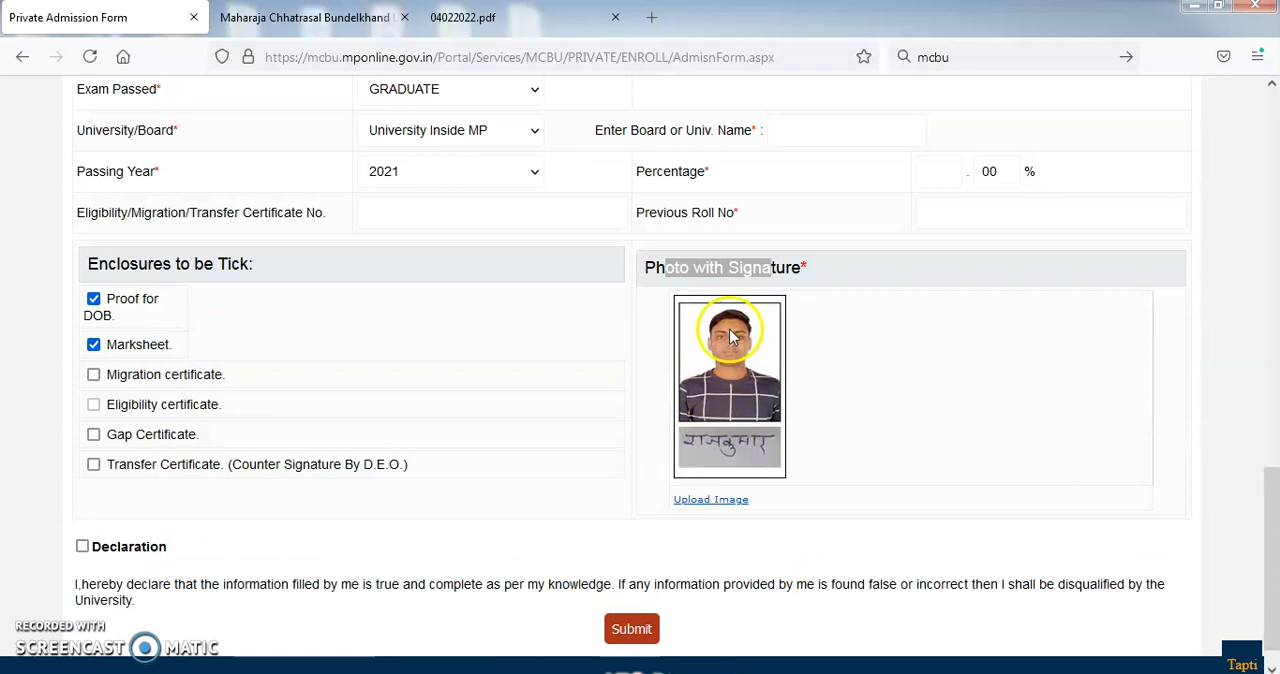 Private Admission Form
Maharaja Chhatrasal Bundelkhand
04022022.pdf
https://mcbu.mponline.gov.in/Portal/Services/MCBU/PRIVATE/ENROLL/AdmisnForm.aspx
mcbu
Exam Passed* GRADUATE
University/Board* University Inside MP Enter Board or Univ. Name* :
Passing Year* 2021 Percentage* . 00 %
Eligibility/Migration/Transfer Certificate No. Previous Roll No*
Enclosures to be Tick:
Proof for
DOB.
Marksheet.
Migration certificate.
Eligibility certificate.
Gap Certificate.
Transfer Certificate. (Counter Signature By D.E.O.)
Photo with Signature*
राजकुमार
Upload Image
Declaration
I,hereby declare that the information filled by me is true and complete as per my knowledge. If any information provided by me is found false or incorrect then I shall be disqualified by the
University.
Submit
RECORDED WITH
SCREENCAST MATIC
Tapti